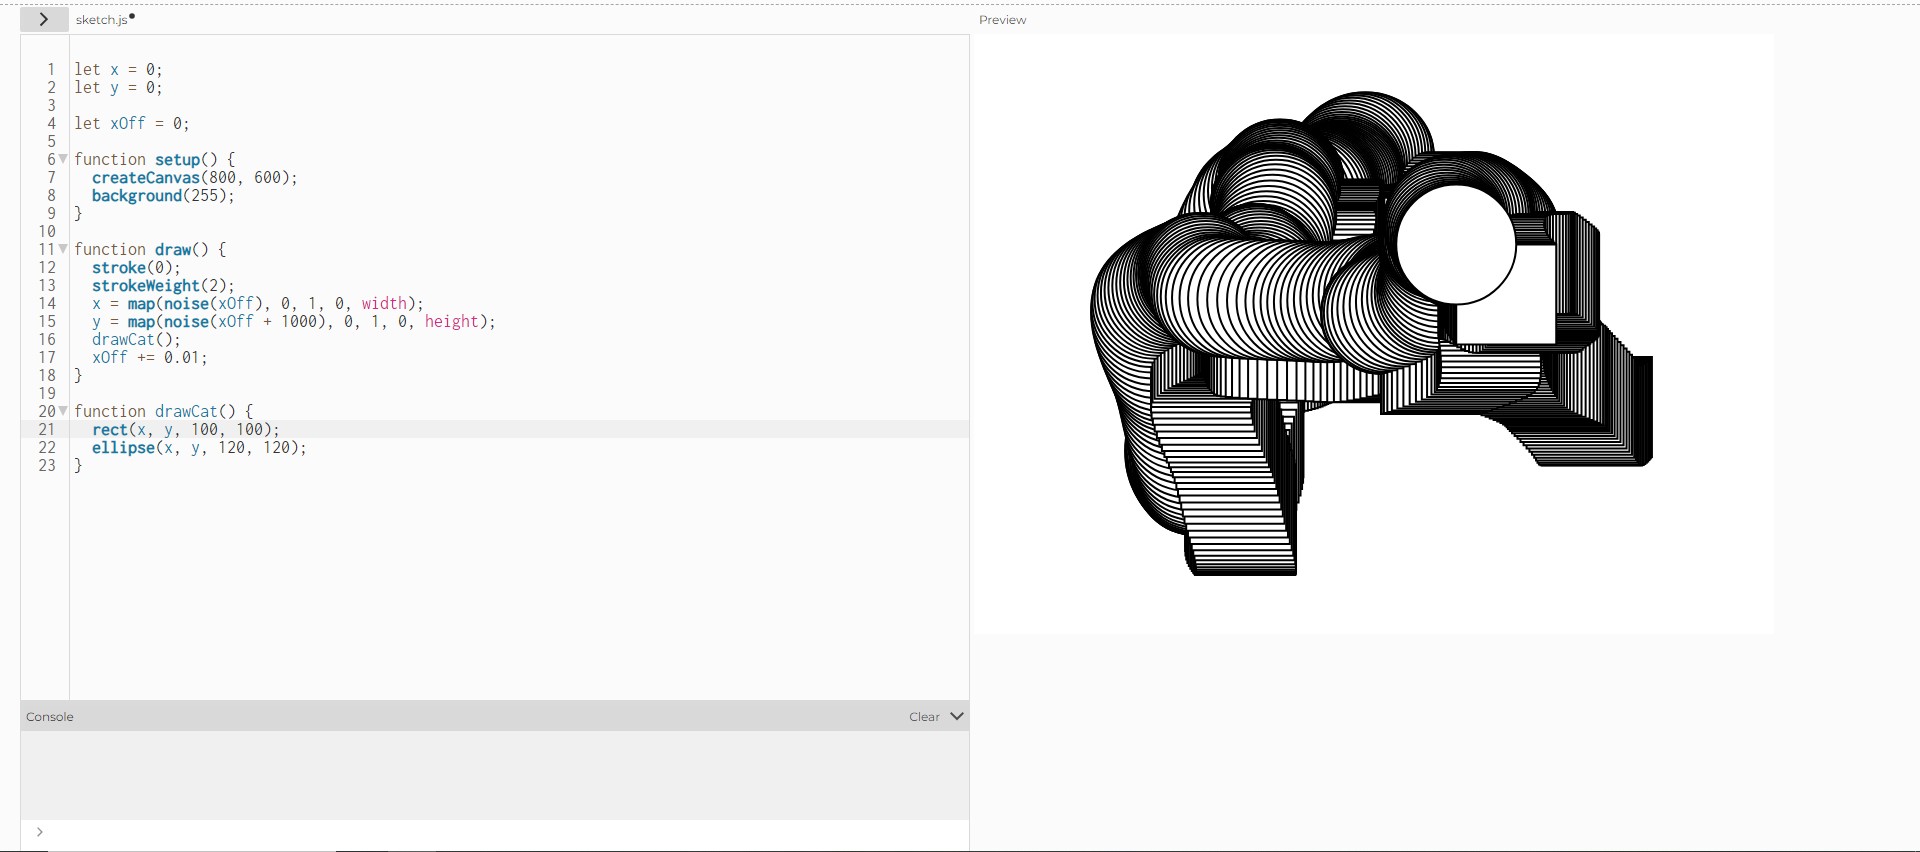 sketch.js
Preview
1 let x = 0;
2 let y = 0;
3
4 let xOff = 0;
5
6 function setup() {
7   createCanvas(800, 600);
8   background(255);
9 }
10
11 function draw() {
12   stroke(0);
13   strokeWeight(2);
14   x = map(noise(xOff), 0, 1, 0, width);
15   y = map(noise(xOff + 1000), 0, 1, 0, height);
16   drawCat();
17   xOff += 0.01;
18 }
19
20 function drawCat() {
21   rect(x, y, 100, 100);
22   ellipse(x, y, 120, 120);
23 }
Console
Clear